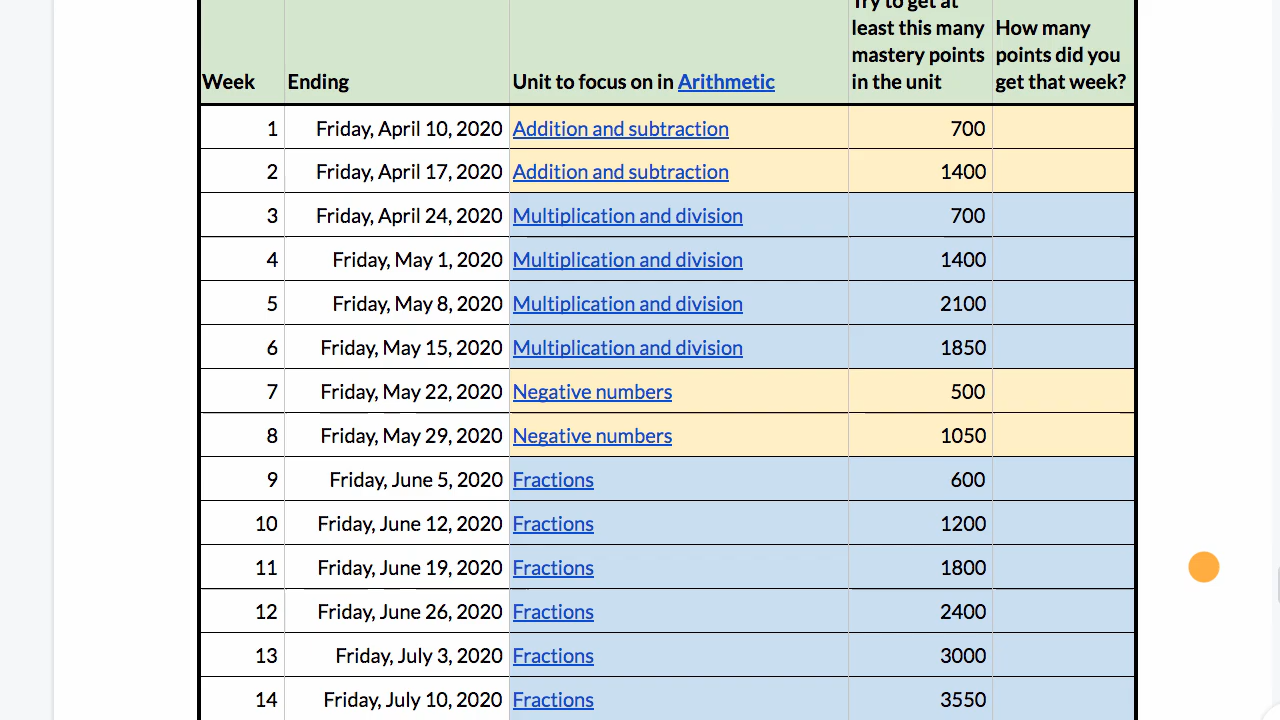 Try to get at
least this many How many
mastery points points did you
Week Ending Unit to focus on in Arithmetic in the unit get that week?
1 Friday, April 10, 2020 Addition and subtraction 700
2 Friday, April 17, 2020 Addition and subtraction 1400
3 Friday, April 24, 2020 Multiplication and division 700
4 Friday, May 1, 2020 Multiplication and division 1400
5 Friday, May 8, 2020 Multiplication and division 2100
6 Friday, May 15, 2020 Multiplication and division 1850
7 Friday, May 22, 2020 Negative numbers 500
8 Friday, May 29, 2020 Negative numbers 1050
9 Friday, June 5, 2020 Fractions 600
10 Friday, June 12, 2020 Fractions 1200
11 Friday, June 19, 2020 Fractions 1800
12 Friday, June 26, 2020 Fractions 2400
13 Friday, July 3, 2020 Fractions 3000
14 Friday, July 10, 2020 Fractions 3550